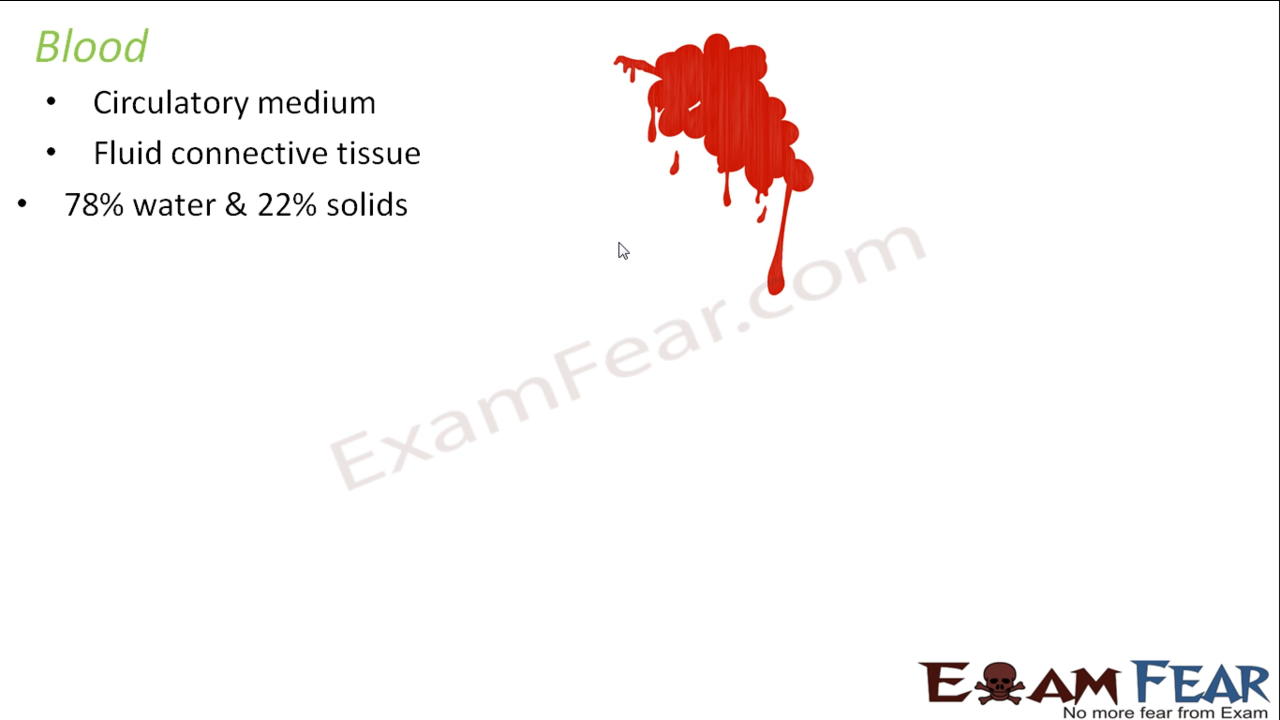 Blood
• Circulatory medium
• Fluid connective tissue
• 78% water & 22% solids
ExamFear.com
EXAM FEAR
No more fear from Exam